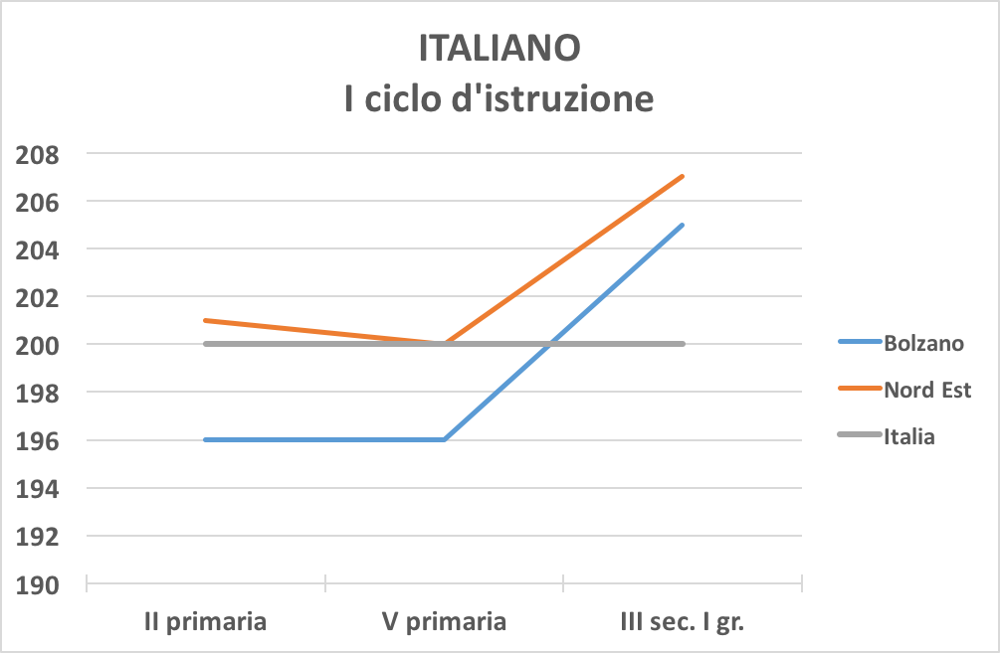 ITALIANO
I ciclo d'istruzione
208
206
204
202
200
198
196
194
192
190
II primaria
V primaria
III sec. I gr.
Bolzano
Nord Est
Italia